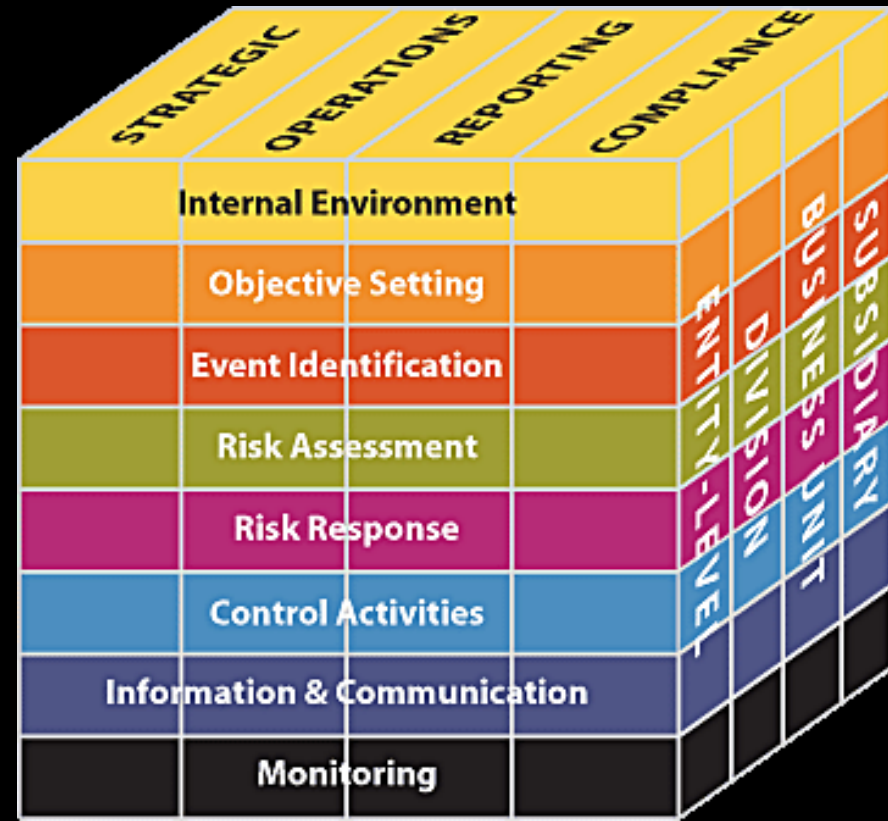 STRATEGIC
OPERATIONS
REPORTING
COMPLIANCE
Internal Environment
Objective Setting
Event Identification
Risk Assessment
Risk Response
Control Activities
Information & Communication
Monitoring
ENTITY-LEVEL
DIVISION
BUSINESS UNIT
SUBSIDIARY